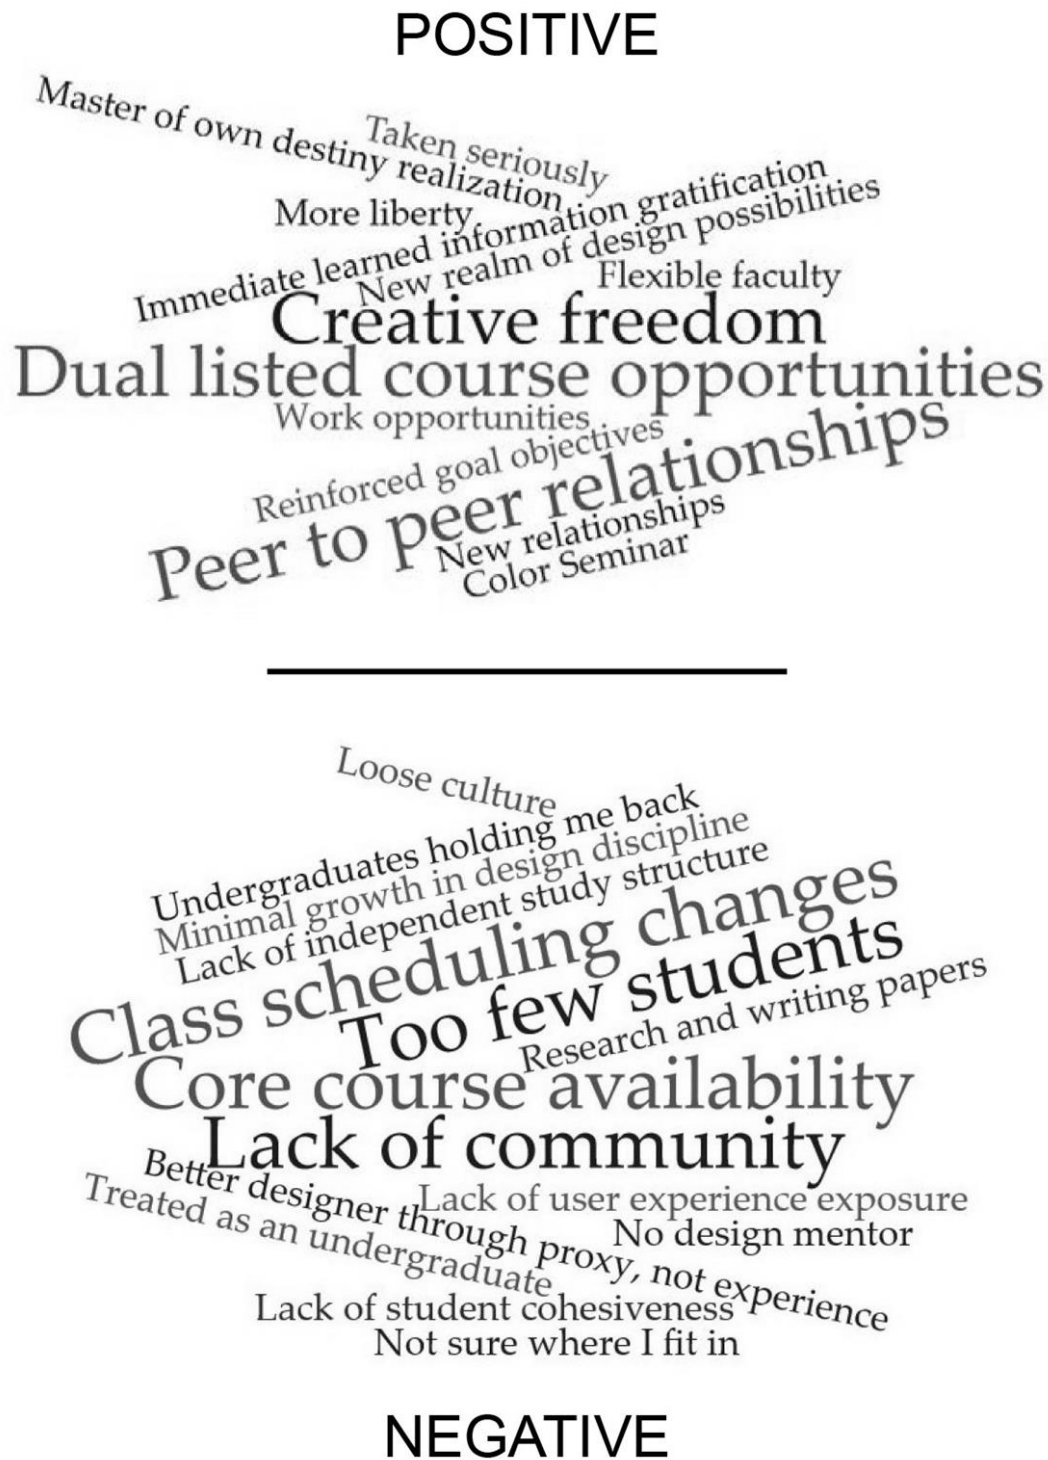 POSITIVE
Master of own destiny realization
Taken seriously
More liberty
Immediate learned information gratification
New realm of design possibilities
Flexible faculty
Creative freedom
Dual listed course opportunities
Work opportunities
Reinforced goal objectives
Peer to peer relationships
New relationships
Color Seminar
Loose culture
Undergraduates holding me back
Minimal growth in design discipline
Lack of independent study structure
Class scheduling changes
Too few students
Research and writing papers
Core course availability
Lack of community
Better designer through proxy, not experience
Lack of user experience exposure
Treated as an undergraduate
No design mentor
Lack of student cohesiveness
Not sure where I fit in
NEGATIVE